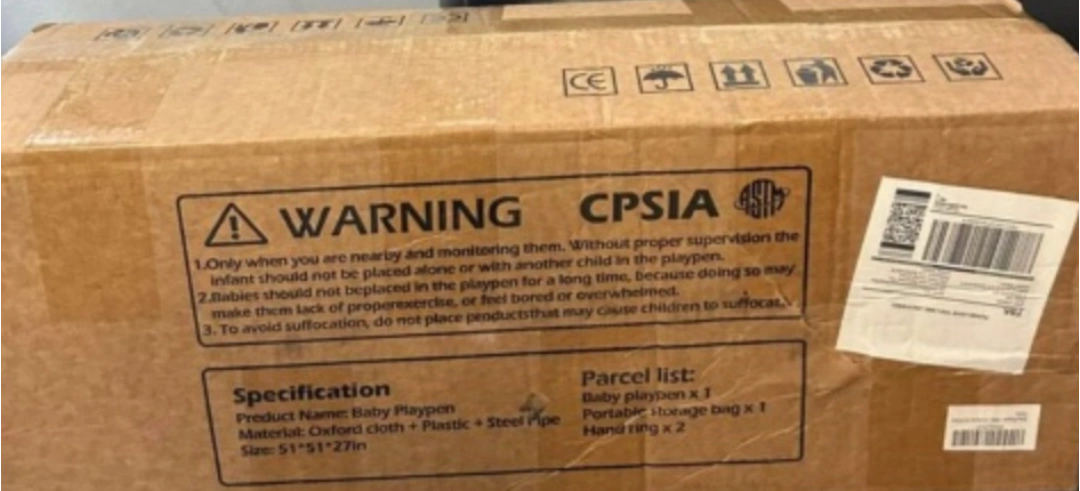 CE
WARNING CPSIA ASTM
1.Only when you are nearby and monitoring them. Without proper supervision the
infant should not be placed alone or with another child in the playpen.
2.Babies should not beplaced in the playpen for a long time, because doing so may
make them lack of properexercise, or feel bored or overwhelmed.
3. To avoid suffocation, do not place penductsthat may cause children to suffocat
Specification
Preduct Name: Baby Playpen
Material: Oxford cloth + Plastic + Steel Pipe
Size: 51*51*27in
Parcel list:
Baby playpen x 1
Portable storage bag x 1
Hand ring x 2